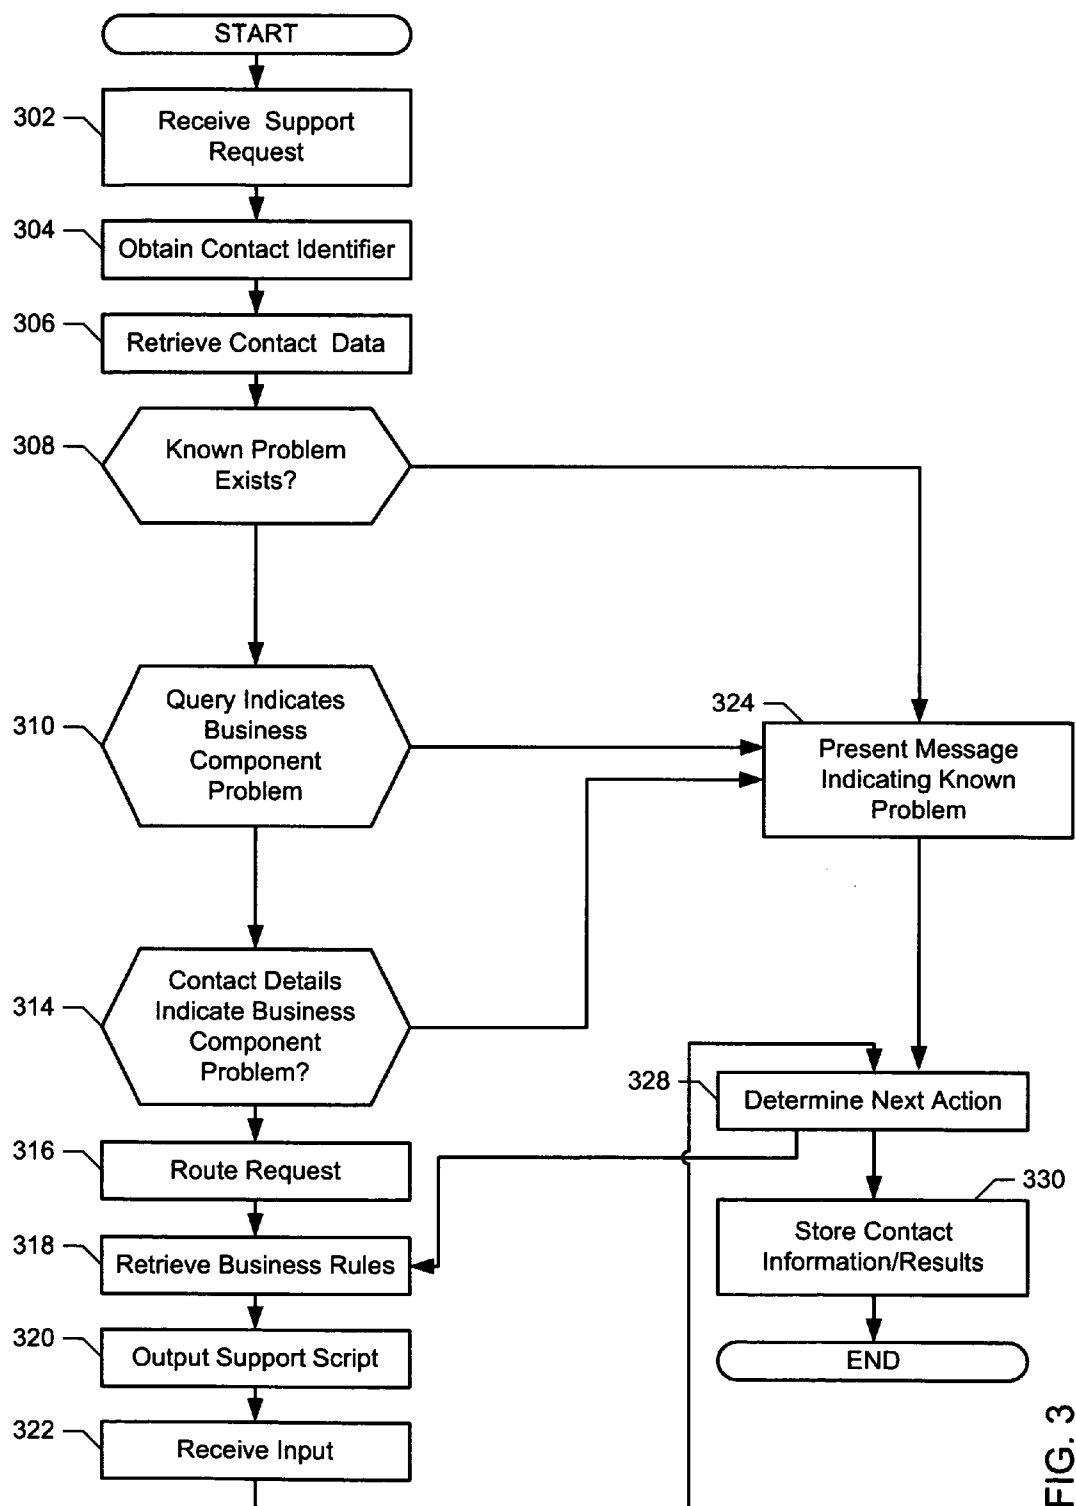 START
302
Receive Support
Request
304
Obtain Contact Identifier
306
Retrieve Contact Data
308
Known Problem
Exists?
310
Query Indicates
Business
Component
Problem
324
Present Message
Indicating Known
Problem
314
Contact Details
Indicate Business
Component
Problem?
328
Determine Next Action
316
Route Request
330
Store Contact
Information/Results
318
Retrieve Business Rules
320
Output Support Script
END
322
Receive Input
FIG. 3